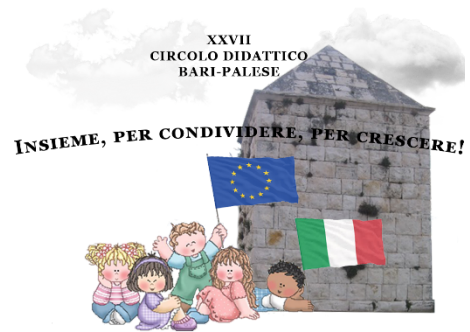 XXVII
CIRCOLO DIDATTICO
BARI-PALESE
INSIEME, PER CONDIVIDERE, PER CRESCERE!